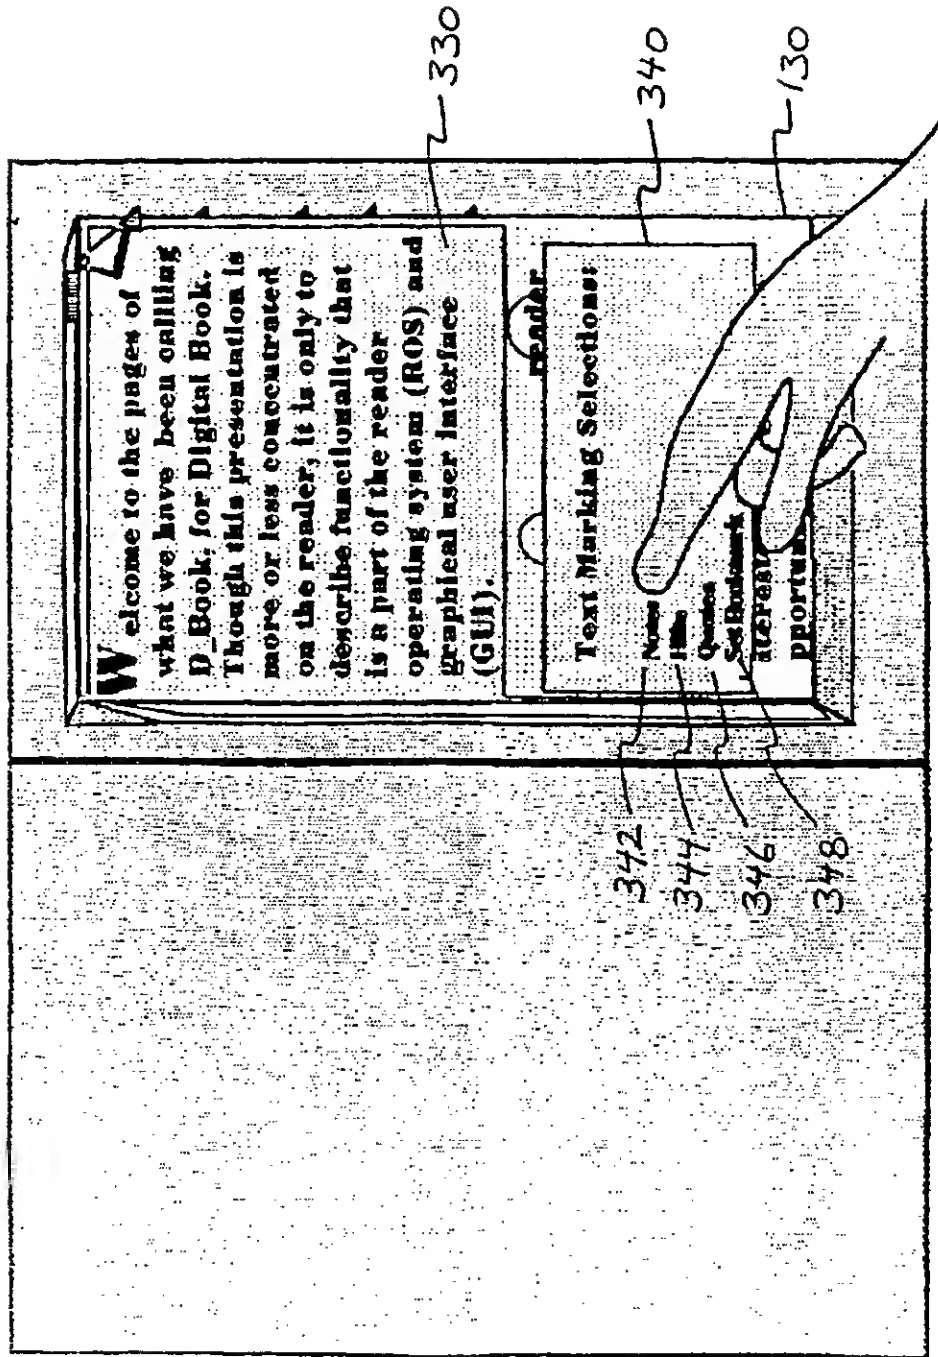 Welcome to the pages of
what we have been calling
D_Book, for Digital Book.
Though this presentation is
more or less concentrated
on the reader, it is only to
describe functionality that
is a part of the reader
operating system (ROS) and
graphical user interface
(GUI).
reader
Text Marking Selections:
Notes
Quotes
Set Bookmark
330
340
130
342
344
346
348